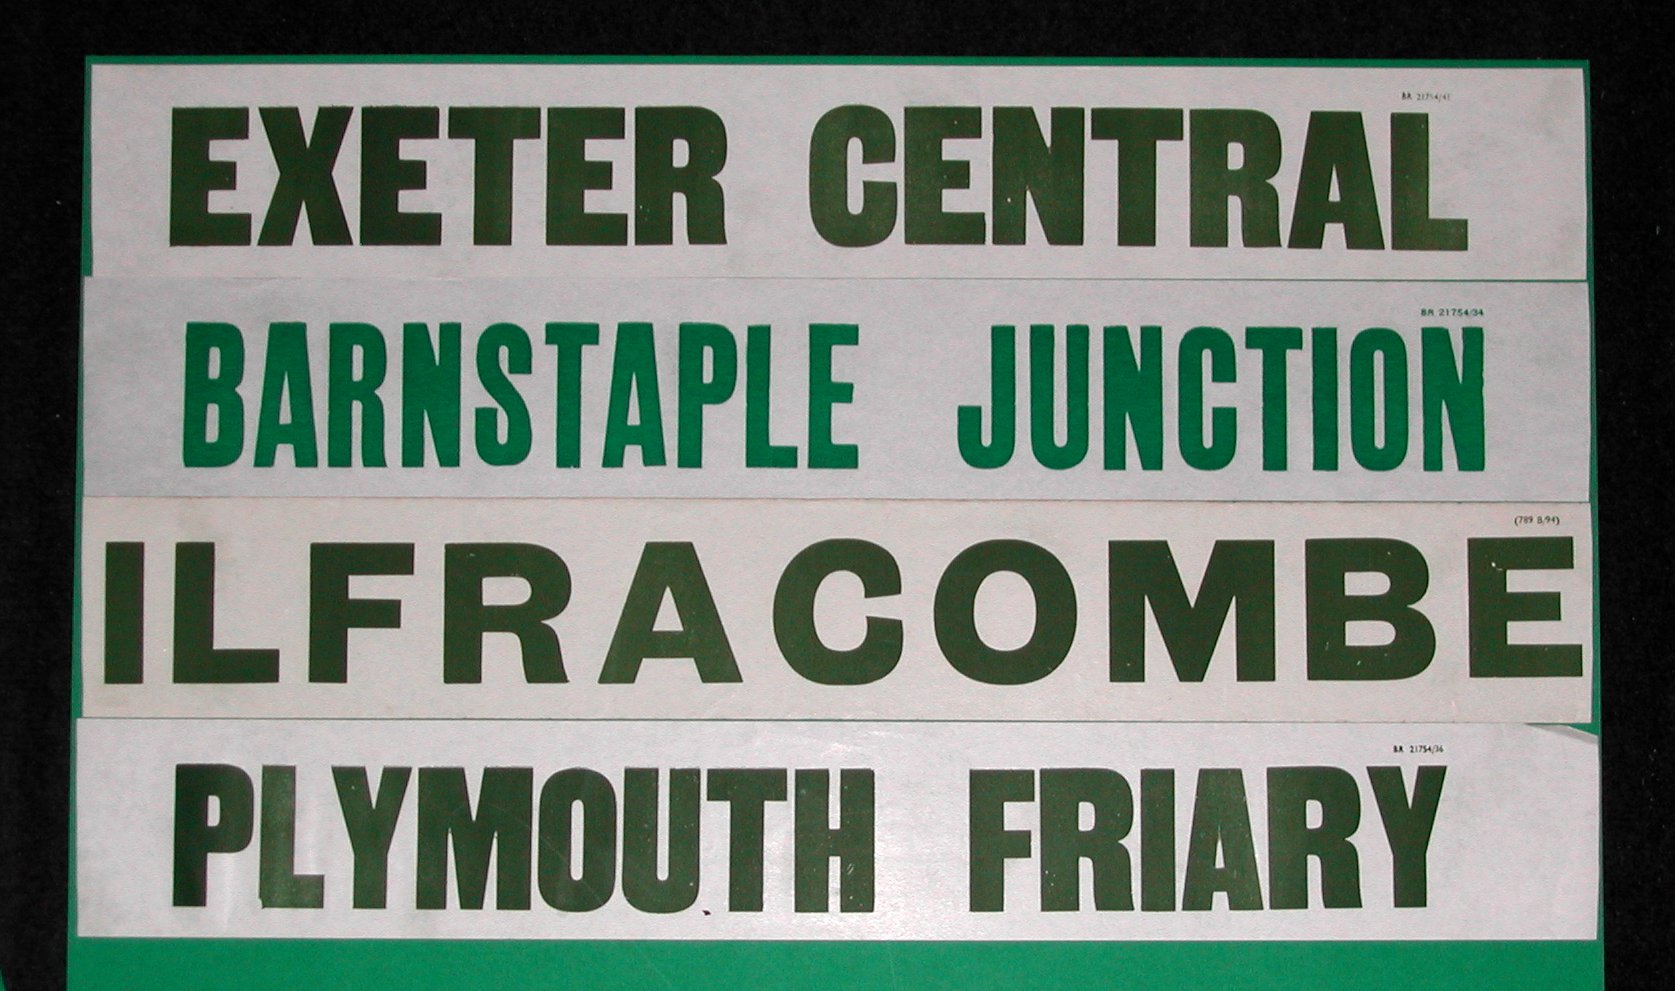 BR 21754/41
EXETER CENTRAL
BR 21754/34
BARNSTAPLE JUNCTION
(789 B/94)
ILFRACOMBE
BR 21754/36
PLYMOUTH FRIARY